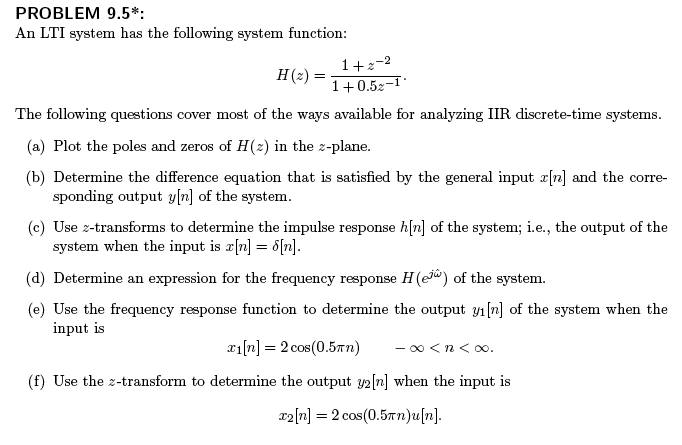 PROBLEM 9.5*:
An LTI system has the following system function:
H(z) = \frac{1 + z^{-2}}{1 + 0.5z^{-1}}.
The following questions cover most of the ways available for analyzing IIR discrete-time systems.
(a) Plot the poles and zeros of H(z) in the z-plane.
(b) Determine the difference equation that is satisfied by the general input x[n] and the corre-
sponding output y[n] of the system.
(c) Use z-transforms to determine the impulse response h[n] of the system; i.e., the output of the
system when the input is x[n] = δ[n].
(d) Determine an expression for the frequency response H(e^{jω̂}) of the system.
(e) Use the frequency response function to determine the output y₁[n] of the system when the
input is
x₁[n] = 2 cos(0.5πn) − ∞ < n < ∞.
(f) Use the z-transform to determine the output y₂[n] when the input is
x₂[n] = 2 cos(0.5πn)u[n].